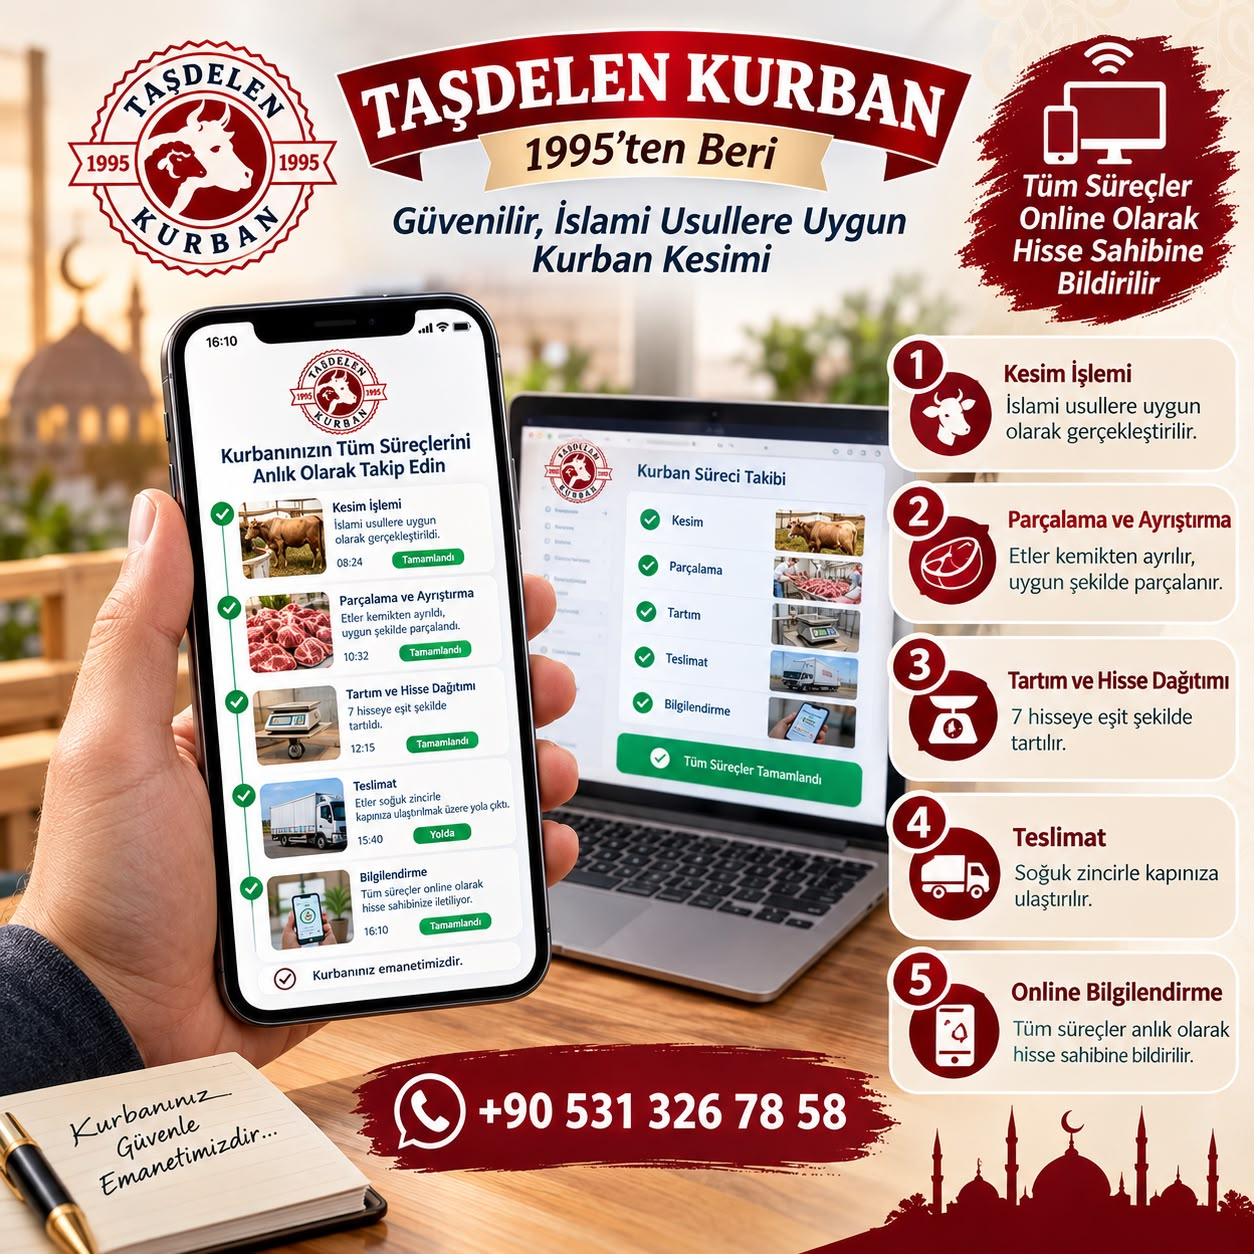 TAŞDELEN
1995 1995
KURBAN
TAŞDELEN KURBAN
1995'ten Beri
Güvenilir, İslami Usullere Uygun
Kurban Kesimi
Tüm Süreçler
Online Olarak
Hisse Sahibine
Bildirilir
16:10
TAŞDELEN
1995 1995
KURBAN
Kurbanınızın Tüm Süreçlerini
Anlık Olarak Takip Edin
Kesim İşlemi
İslami usullere uygun
olarak gerçekleştirildi.
08:24 Tamamlandı
Parçalama ve Ayrıştırma
Etler kemikten ayrıldı,
uygun şekilde parçalandı.
10:32 Tamamlandı
Tartım ve Hisse Dağıtımı
7 hisseye eşit şekilde
tartıldı.
12:15 Tamamlandı
Teslimat
Etler soğuk zincirle
kapınıza ulaştırılmak üzere yola çıktı.
15:40 Yolda
Bilgilendirme
Tüm süreçler online olarak
hisse sahibinize iletiliyor.
16:10 Tamamlandı
Kurbanınız emanetimizdir.
TAŞDELEN
KURBAN
Kurban Süreci Takibi
Kesim
Parçalama
Tartım
Teslimat
Bilgilendirme
Tüm Süreçler Tamamlandı
1
Kesim İşlemi
İslami usullere uygun
olarak gerçekleştirilir.
2
Parçalama ve Ayrıştırma
Etler kemikten ayrılır,
uygun şekilde parçalanır.
3
Tartım ve Hisse Dağıtımı
7 hisseye eşit şekilde
tartılır.
4
Teslimat
Soğuk zincirle kapınıza
ulaştırılır.
5
Online Bilgilendirme
Tüm süreçler anlık olarak
hisse sahibine bildirilir.
Kurbanınız
Güvenle
Emanetimizdir...
+90 531 326 78 58